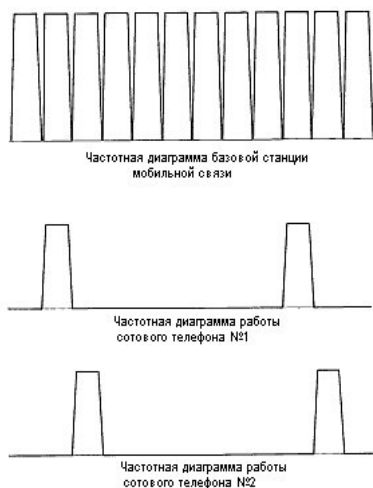 Частотная диаграмма базовой станции
мобильной связи
Частотная диаграмма работы
сотового телефона №1
Частотная диаграмма работы
сотового телефона №2